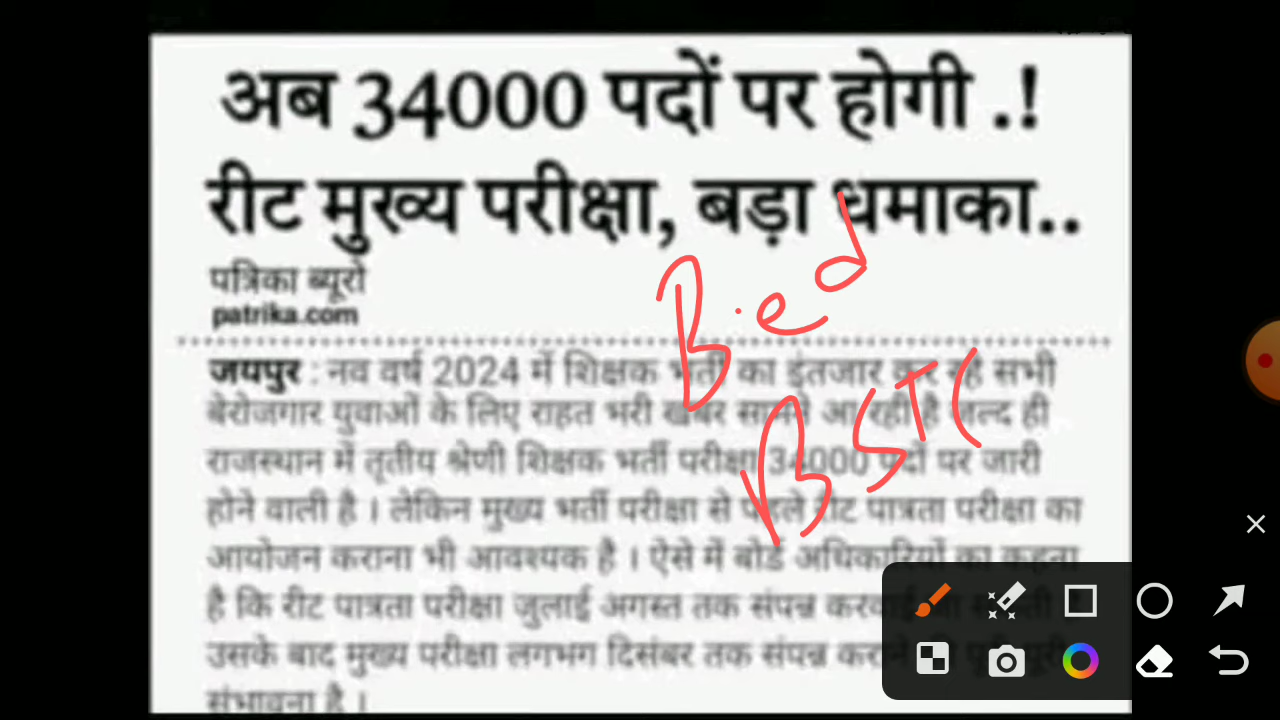 अब 34000 पदों पर होगी .!
रीट मुख्य परीक्षा, बड़ा धमाका..
पत्रिका ब्यूरो
patrika.com
B.ed
जयपुर : नव वर्ष 2024 में शिक्षक भर्ती का इंतजार कर रहे सभी
बेरोजगार युवाओं के लिए राहत भरी खबर सामने आ रही है जल्द ही
BSTC
राजस्थान में तृतीय श्रेणी शिक्षक भर्ती परीक्षा 34000 पदों पर जारी
होने वाली है । लेकिन मुख्य भर्ती परीक्षा से पहले रीट पात्रता परीक्षा का
आयोजन कराना भी आवश्यक है । ऐसे में बोर्ड अधिकारियों का कहना
है कि रीट पात्रता परीक्षा जुलाई अगस्त तक संपन्न करवाई
उसके बाद मुख्य परीक्षा लगभग दिसंबर तक संपन्न कराने
संभावना है ।